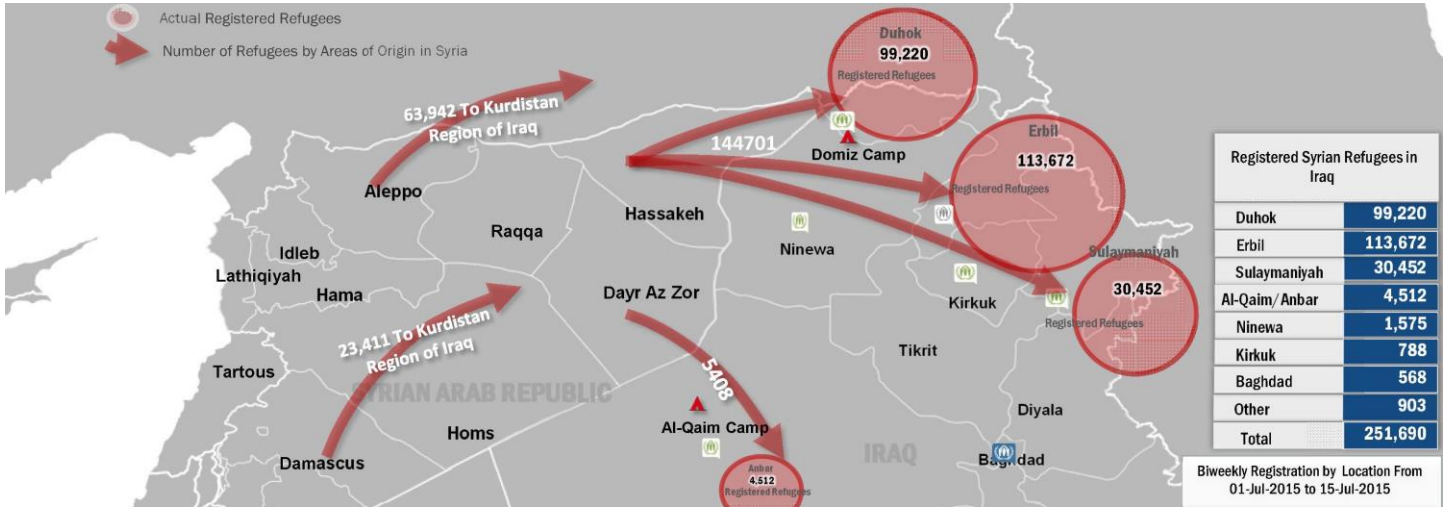 Actual Registered Refugees
Number of Refugees by Areas of Origin in Syria
63,942 To Kurdistan
Region of Iraq
Aleppo
Idleb
Lathiqiyah
Hama
Raqqa
Hassakeh
Dayr Az Zor
23,411 To Kurdistan
Region of Iraq
Tartous
SYRIAN ARAB REPUBLIC
Homs
Damascus
144701
5408
Duhok
99,220
Registered Refugees
Domiz Camp
Erbil
113,672
Registered Refugees
Ninewa
Sulaymaniyah
30,452
Registered Refugees
Kirkuk
Tikrit
Diyala
Al-Qaim Camp
IRAQ
Baghdad
Anbar
4,512
Registered Refugees
Registered Syrian Refugees in
Iraq
Duhok 99,220
Erbil 113,672
Sulaymaniyah 30,452
Al-Qaim/Anbar 4,512
Ninewa 1,575
Kirkuk 788
Baghdad 568
Other 903
Total 251,690
Biweekly Registration by Location From
01-Jul-2015 to 15-Jul-2015